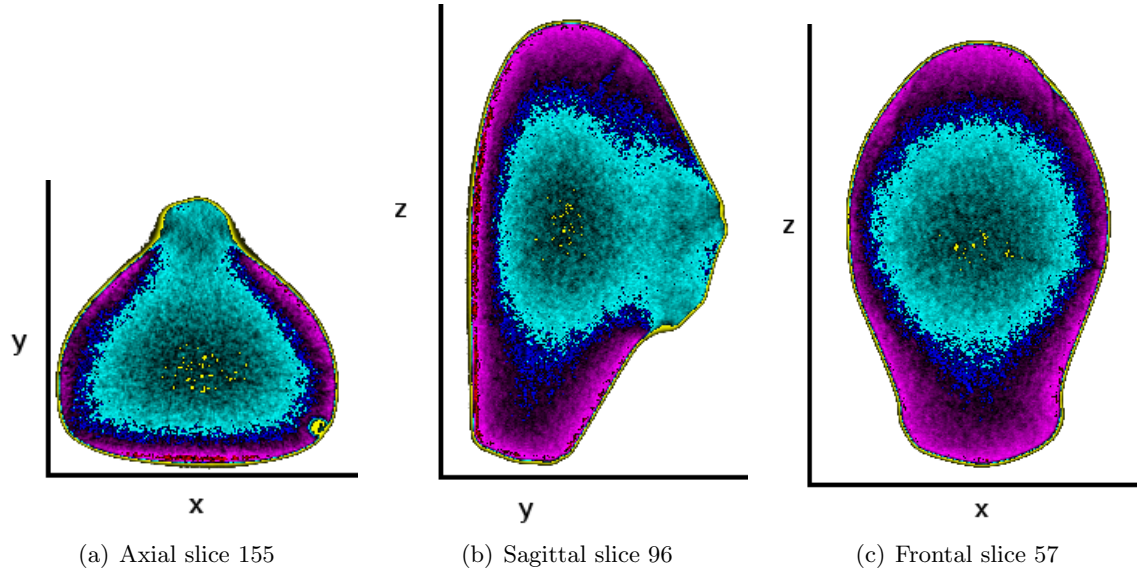 y
x
z
y
z
x
(a) Axial slice 155
(b) Sagittal slice 96
(c) Frontal slice 57